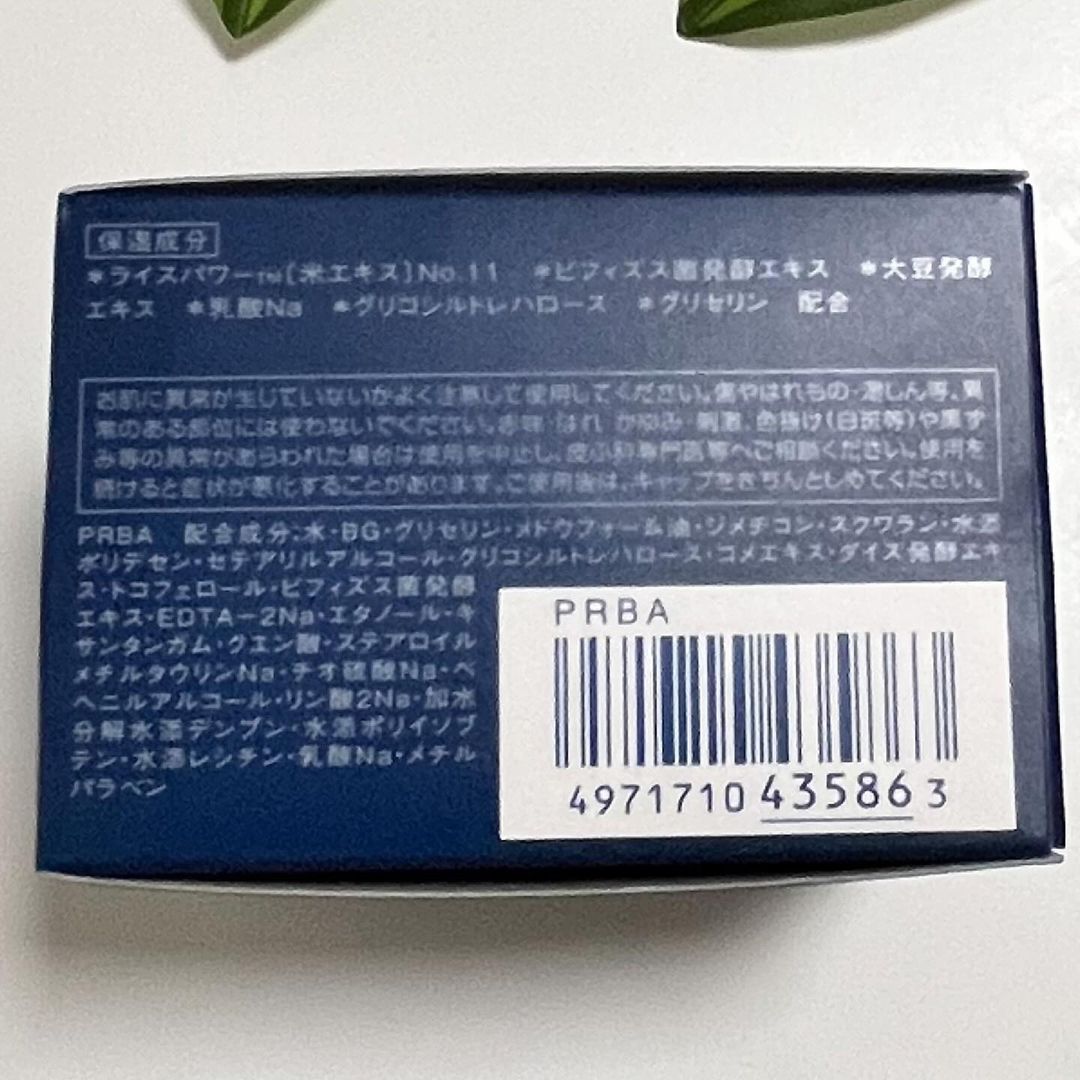 保湿成分
*ライスパワーTM[米エキス]No.11 *ビフィズス菌発酵エキス *大豆発酵
エキス *乳酸Na *グリコシルトレハロース *グリセリン 配合
お肌に異常が生じていないかよく注意して使用してください。傷やはれもの・湿しん等、異
常のある部位には使わないでください。赤味・はれ・かゆみ・刺激、色抜け(白斑等)や黒ず
み等の異常があらわれた場合は使用を中止し、皮ふ科専門医等へご相談ください。使用を
続けると症状が悪化することがあります。ご使用後は、キャップをきちんとしめてください。
PRBA 配合成分:水・BG・グリセリン・メドウフォーム油・ジメチコン・スクワラン・水添
ポリデセン・セテアリルアルコール・グリコシルトレハロース・コメエキス・ダイズ発酵エキ
ス・トコフェロール・ビフィズス菌発酵
エキス・EDTA-2Na・エタノール・キ
サンタンガム・クエン酸・ステアロイル
メチルタウリンNa・チオ硫酸Na・ベ
ヘニルアルコール・リン酸2Na・加水
分解水添デンプン・水添ポリイソブ
テン・水添レシチン・乳酸Na・メチル
パラベン
PRBA
4971710 435863